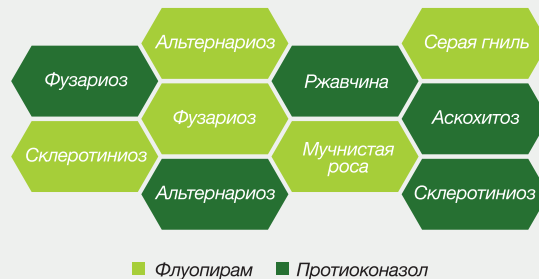 Альтернариоз
Серая гниль
Фузариоз
Ржавчина
Фузариоз
Аскохитоз
Склеротиниоз
Мучнистая
роса
Альтернариоз
Склеротиниоз
Флуопирам
Протиоконазол